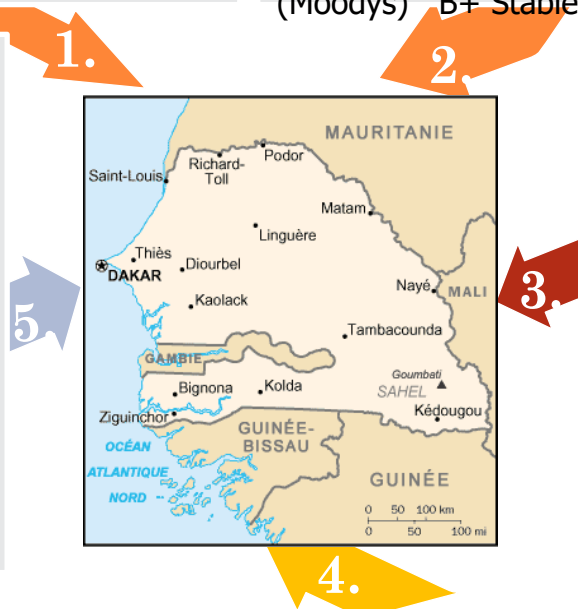 (Moodys) B+ Stable
1.
2.
MAURITANIE
Podor
Richard-
Toll
Saint-Louis
Matam
Linguère
Thiès
DAKAR
Diourbel
Nayé
MALI
3.
5.
Kaolack
Tambacounda
GAMBIE
Goumbati
SAHEL
Bignona
Kolda
Kédougou
Ziguinchor
GUINÉE-
BISSAU
OCÉAN
ATLANTIQUE
NORD
GUINÉE
0 50 100 km
0 50 100 mi
4.